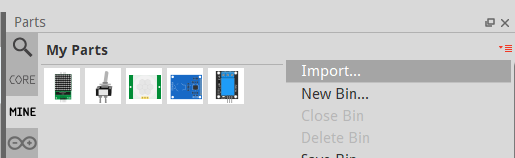 Parts
My Parts
Import...
CORE
New Bin...
MINE
Close Bin
Delete Bin
Save Bin